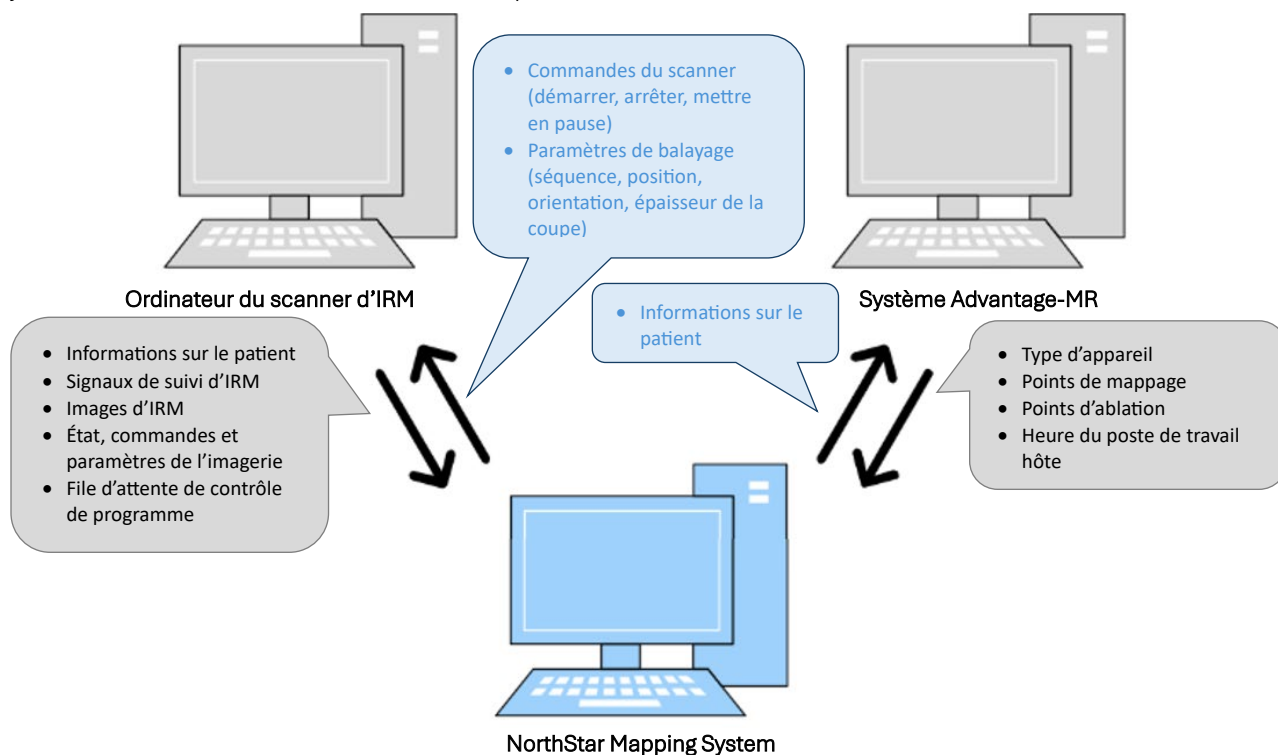 • Commandes du scanner
(démarrer, arrêter, mettre
en pause)
• Paramètres de balayage
(séquence, position,
orientation, épaisseur de la
coupe)
Ordinateur du scanner d’IRM
Système Advantage-MR
• Informations sur le
patient
• Informations sur le patient
• Signaux de suivi d’IRM
• Images d’IRM
• État, commandes et
paramètres de l’imagerie
• File d’attente de contrôle
de programme
• Type d’appareil
• Points de mappage
• Points d’ablation
• Heure du poste de travail
hôte
NorthStar Mapping System